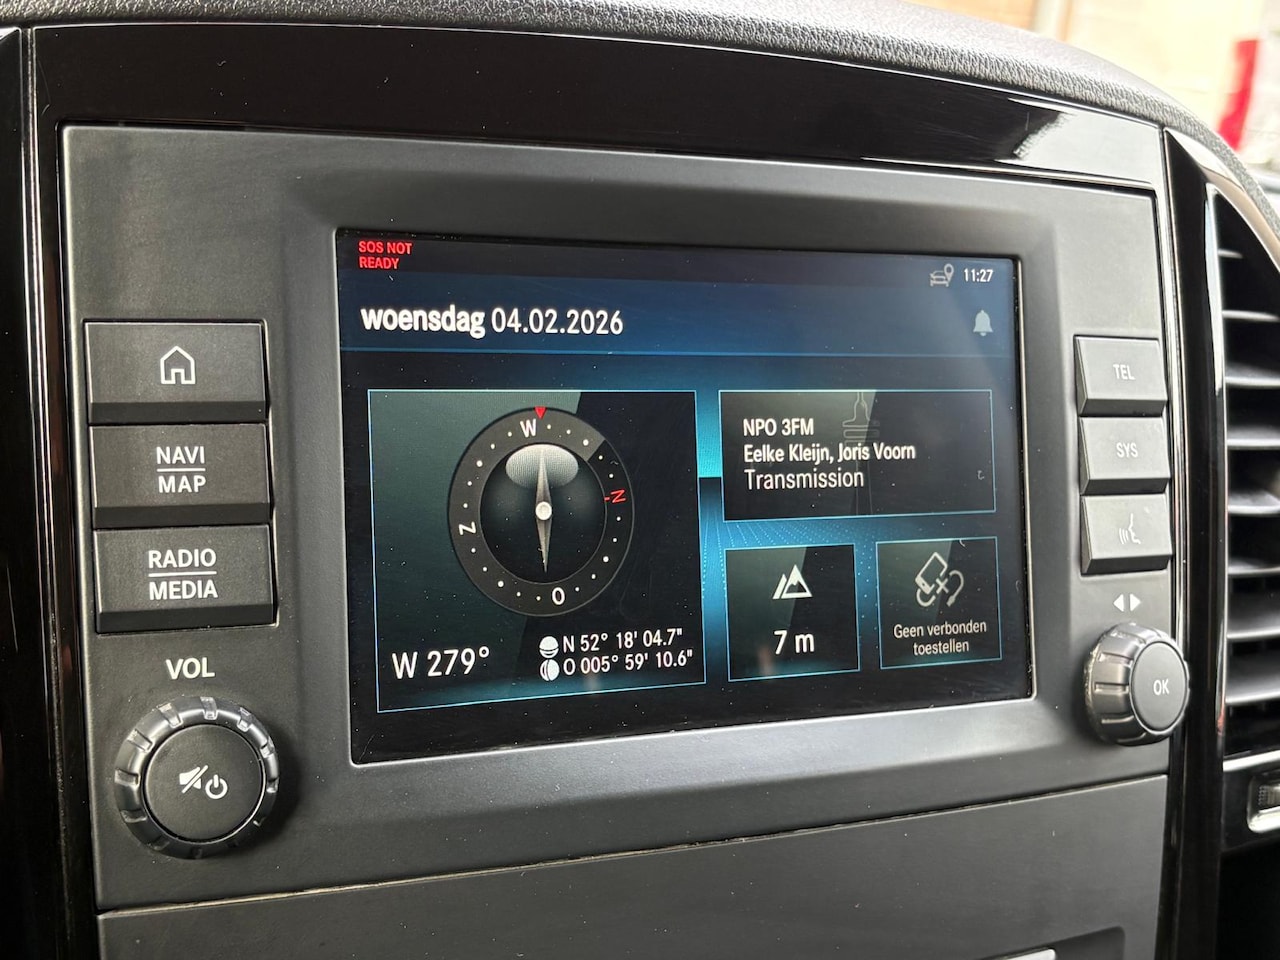 SOS NOT
READY
11:27
woensdag 04.02.2026
W
N
Z
O
W 279°
N 52° 18' 04.7"
O 005° 59' 10.6"
NPO 3FM
Eelke Kleijn, Joris Voorn
Transmission
7 m
Geen verbonden
toestellen
NAVI
MAP
RADIO
MEDIA
VOL
TEL
SYS
OK